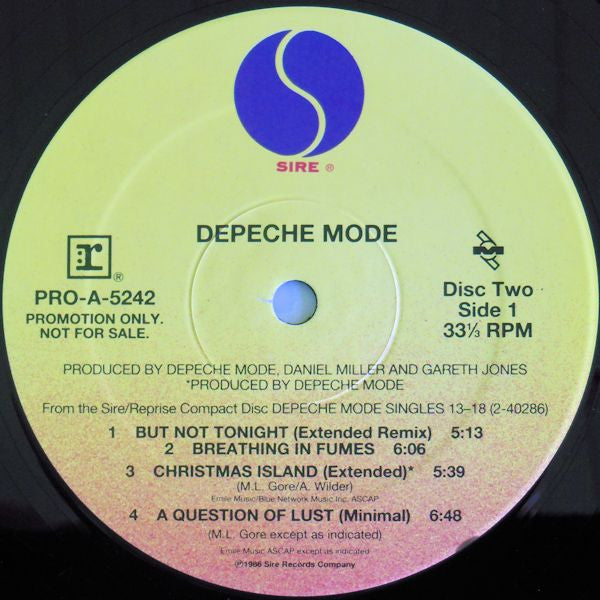 SIRE ®
DEPECHE MODE
r ®
PRO-A-5242
PROMOTION ONLY.
NOT FOR SALE.
Disc Two
Side 1
33⅓ RPM
PRODUCED BY DEPECHE MODE, DANIEL MILLER AND GARETH JONES
*PRODUCED BY DEPECHE MODE
From the Sire/Reprise Compact Disc DEPECHE MODE SINGLES 13–18 (2-40286)
1 BUT NOT TONIGHT (Extended Remix) 5:13
2 BREATHING IN FUMES 6:06
3 CHRISTMAS ISLAND (Extended)* 5:39
(M.L. Gore/A. Wilder)
Emile Music/Blue Network Music Inc. ASCAP
4 A QUESTION OF LUST (Minimal) 6:48
(M.L. Gore except as indicated)
Emile Music ASCAP except as indicated
℗1986 Sire Records Company